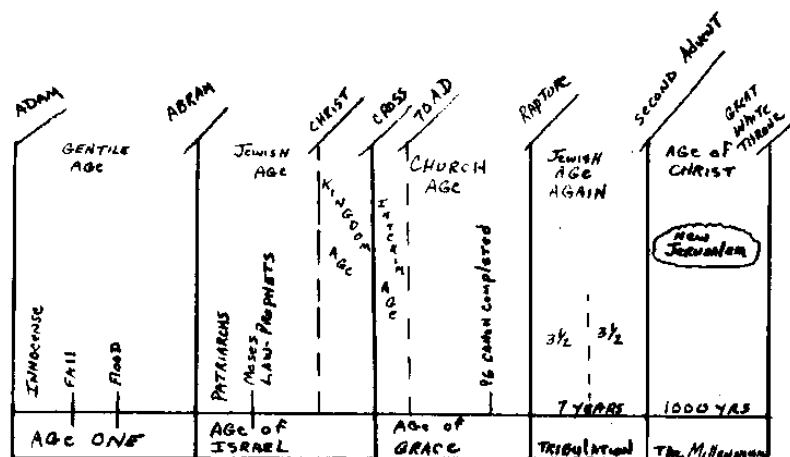 ADAM
ABRAM
CHRIST
CROSS
70 A.D
RAPTURE
SECOND ADVENT
GREAT
WHITE
THRONE
GENTILE
AGE
JEWISH
AGE
KINGDOM
AGE
INTERIM
AGE
CHURCH
AGE
JEWISH
AGE
AGAIN
AGE of
CHRIST
NEW
JERUSALEM
INNOCENSE
FALL
FLOOD
PATRIARCHS
MOSES
LAW-PROPHETS
96 CANON COMPLETED
3½
3½
7 YEARS
1000 YRS
AGE ONE
AGE of
ISRAEL
AGE of
GRACE
TRIBULATION
The Millennium